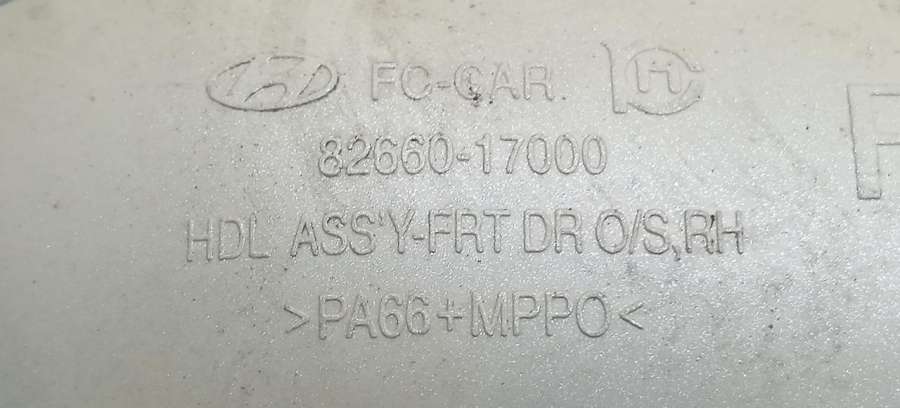 FC-CAR
82660-17000
HDL ASS'Y-FRT DR O/S,RH
>PA66+MPPO<